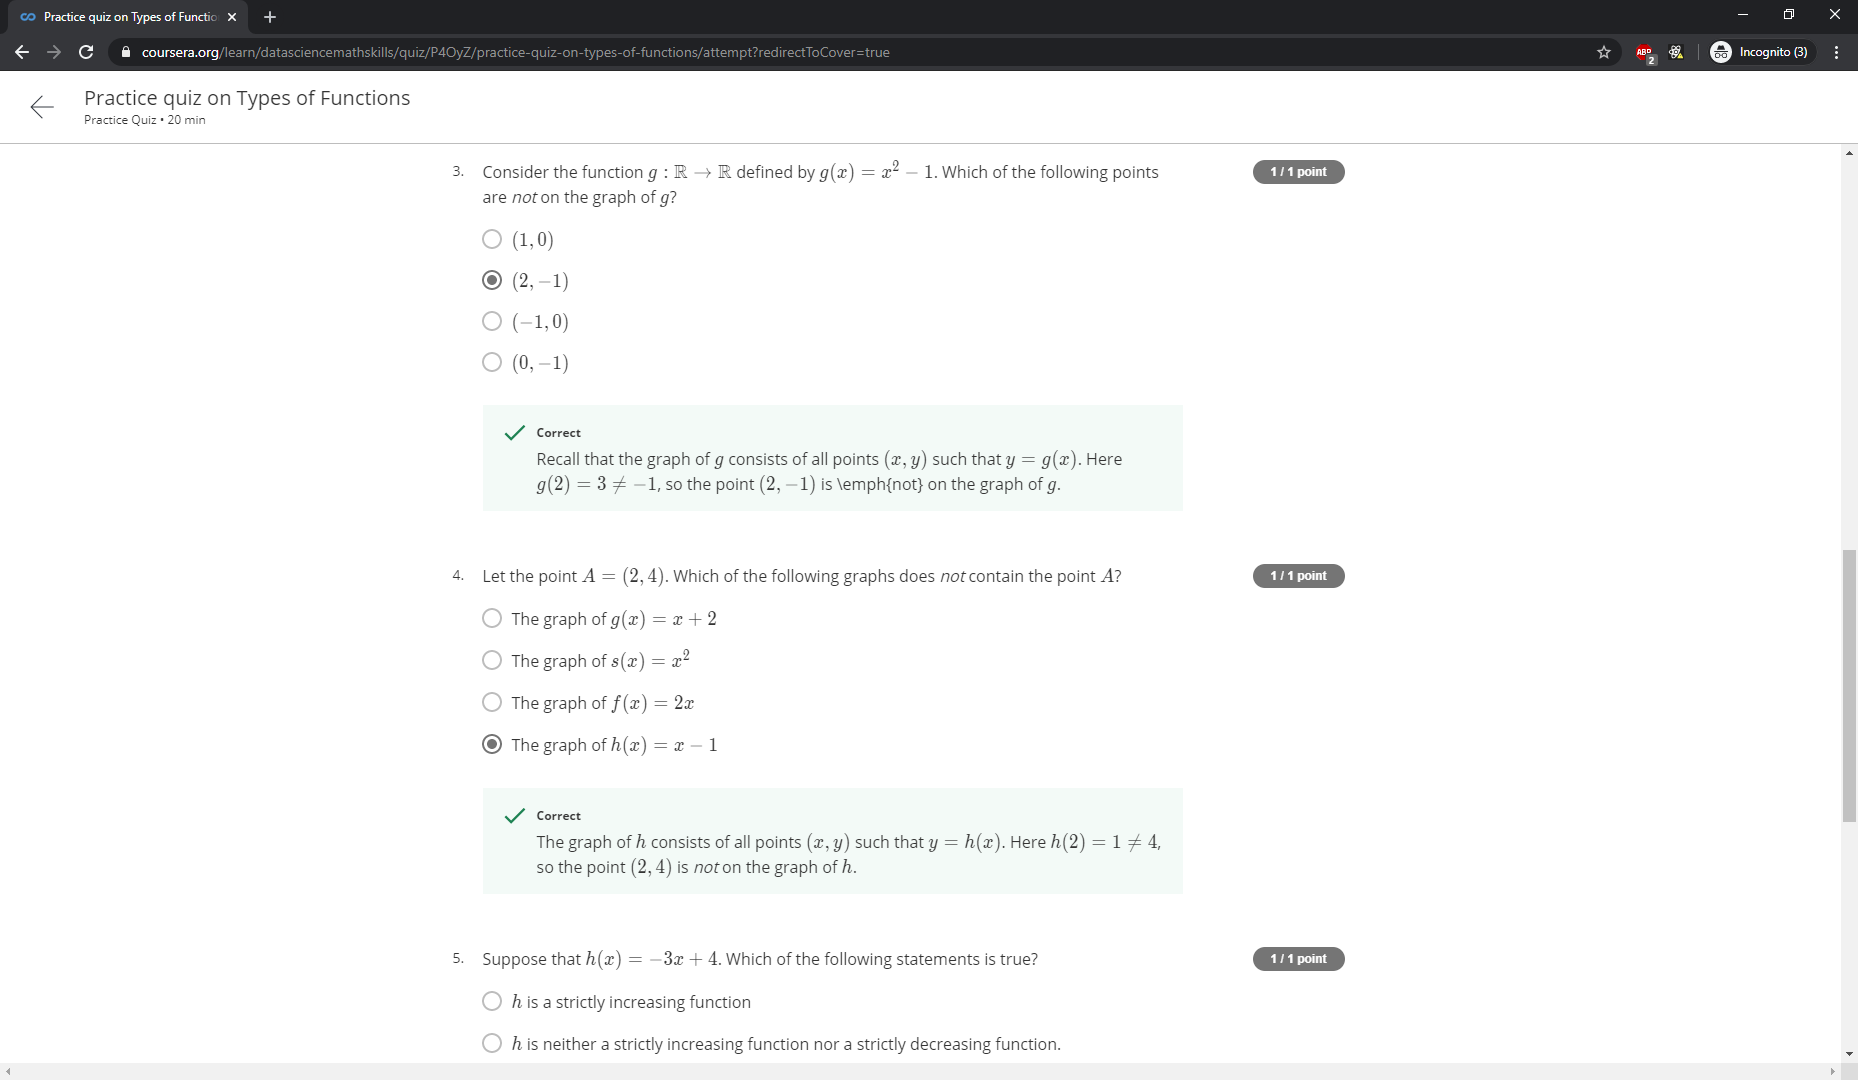 Practice quiz on Types of Functio
coursera.org/learn/datasciencemathskills/quiz/P4OyZ/practice-quiz-on-types-of-functions/attempt?redirectToCover=true
ABP
2
Incognito (3)
Practice quiz on Types of Functions
Practice Quiz • 20 min
3. Consider the function g : ℝ → ℝ defined by g(x) = x² − 1. Which of the following points
are not on the graph of g?
1 / 1 point
(1, 0)
(2, −1)
(−1, 0)
(0, −1)
Correct
Recall that the graph of g consists of all points (x, y) such that y = g(x). Here
g(2) = 3 ≠ −1, so the point (2, −1) is \emph{not} on the graph of g.
4. Let the point A = (2, 4). Which of the following graphs does not contain the point A?
1 / 1 point
The graph of g(x) = x + 2
The graph of s(x) = x²
The graph of f(x) = 2x
The graph of h(x) = x − 1
Correct
The graph of h consists of all points (x, y) such that y = h(x). Here h(2) = 1 ≠ 4,
so the point (2, 4) is not on the graph of h.
5. Suppose that h(x) = −3x + 4. Which of the following statements is true?
1 / 1 point
h is a strictly increasing function
h is neither a strictly increasing function nor a strictly decreasing function.